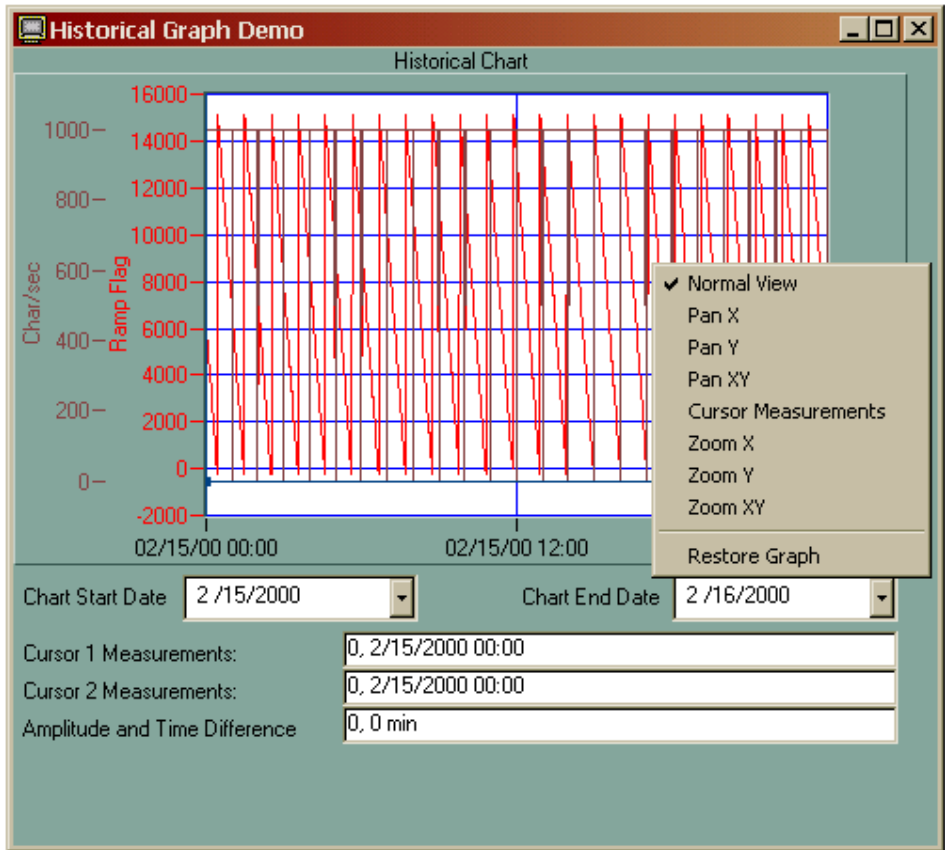 Historical Graph Demo
Historical Chart
Char/sec
1000
800
600
400
200
0
Ramp Flag
16000
14000
12000
10000
8000
6000
4000
2000
0
-2000
02/15/00 00:00
02/15/00 12:00
Normal View
Pan X
Pan Y
Pan XY
Cursor Measurements
Zoom X
Zoom Y
Zoom XY
Restore Graph
Chart Start Date 2 /15/2000 Chart End Date 2 /16/2000
Cursor 1 Measurements: 0, 2/15/2000 00:00
Cursor 2 Measurements: 0, 2/15/2000 00:00
Amplitude and Time Difference 0, 0 min